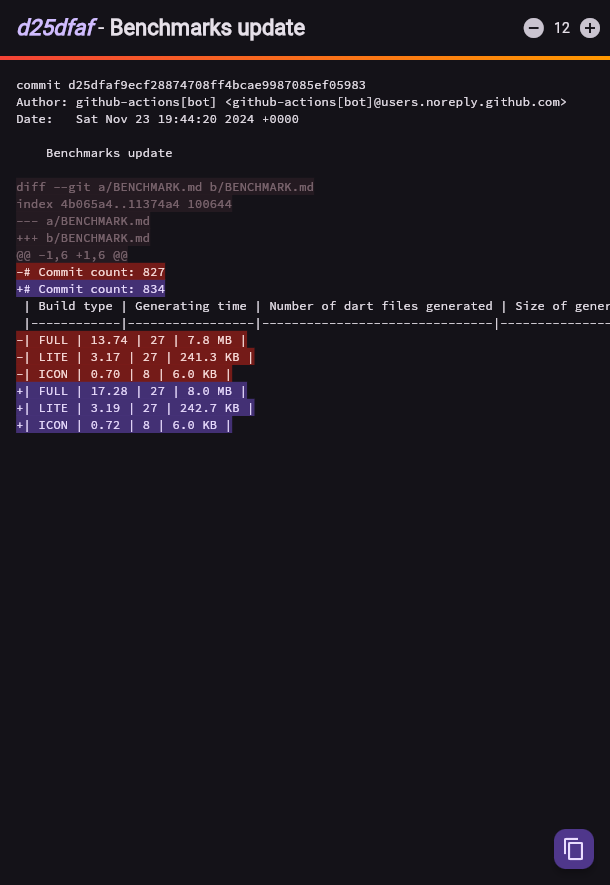 d25dfaf - Benchmarks update
12
commit d25dfaf9ecf28874708ff4bcae9987085ef05983
Author: github-actions[bot] <github-actions[bot]@users.noreply.github.com>
Date:   Sat Nov 23 19:44:20 2024 +0000
Benchmarks update
diff --git a/BENCHMARK.md b/BENCHMARK.md
index 4b065a4..11374a4 100644
--- a/BENCHMARK.md
+++ b/BENCHMARK.md
@@ -1,6 +1,6 @@
-# Commit count: 827
+# Commit count: 834
| Build type | Generating time | Number of dart files generated | Size of gener
|------------|-----------------|-------------------------------|---------------
-| FULL | 13.74 | 27 | 7.8 MB |
-| LITE | 3.17 | 27 | 241.3 KB |
-| ICON | 0.70 | 8 | 6.0 KB |
+| FULL | 17.28 | 27 | 8.0 MB |
+| LITE | 3.19 | 27 | 242.7 KB |
+| ICON | 0.72 | 8 | 6.0 KB |